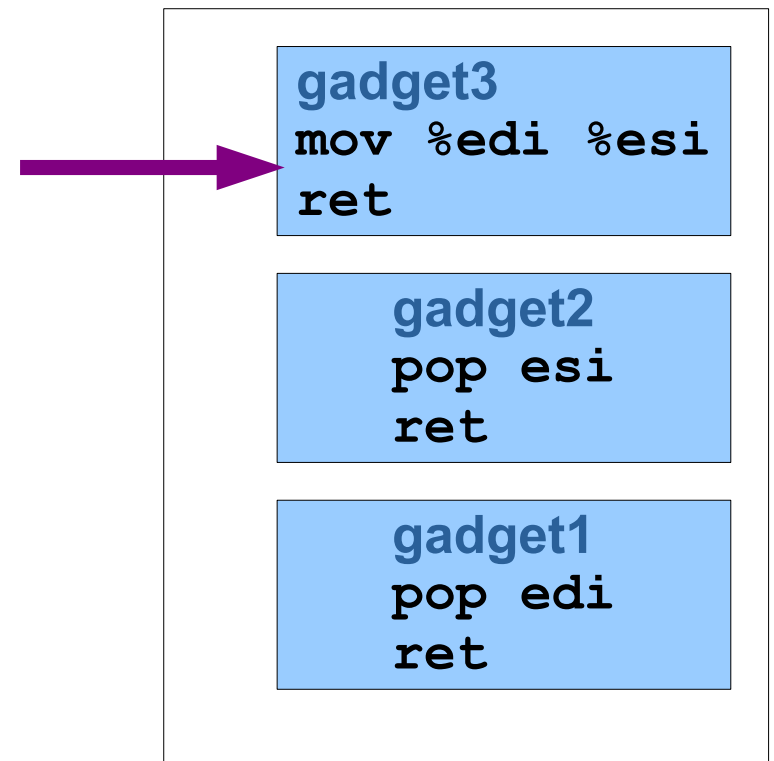 gadget3
mov %edi %esi
ret
gadget2
pop esi
ret
gadget1
pop edi
ret